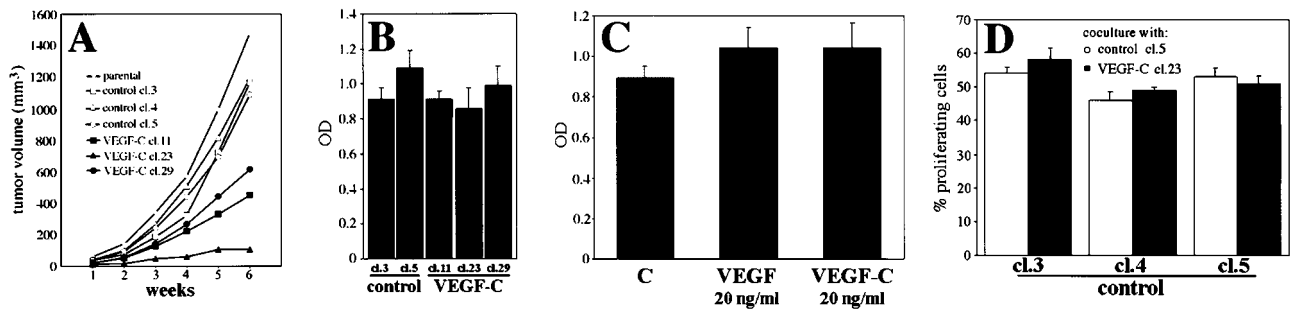 A
tumor volume (mm³)
1600
1400
1200
1000
800
600
400
200
0
parental
control cl.3
control cl.4
control cl.5
VEGF-C cl.11
VEGF-C cl.23
VEGF-C cl.29
1 2 3 4 5 6
weeks
B
OD
1.4
1.2
1.0
0.8
0.6
0.4
0.2
0
cl.3 cl.5 cl.11 cl.23 cl.29
control VEGF-C
C
OD
1.2
1.0
0.8
0.6
0.4
0.2
0
C VEGF VEGF-C
20 ng/ml 20 ng/ml
D
% proliferating cells
70
60
50
40
30
20
10
0
coculture with:
control cl.5
VEGF-C cl.23
cl.3 cl.4 cl.5
control